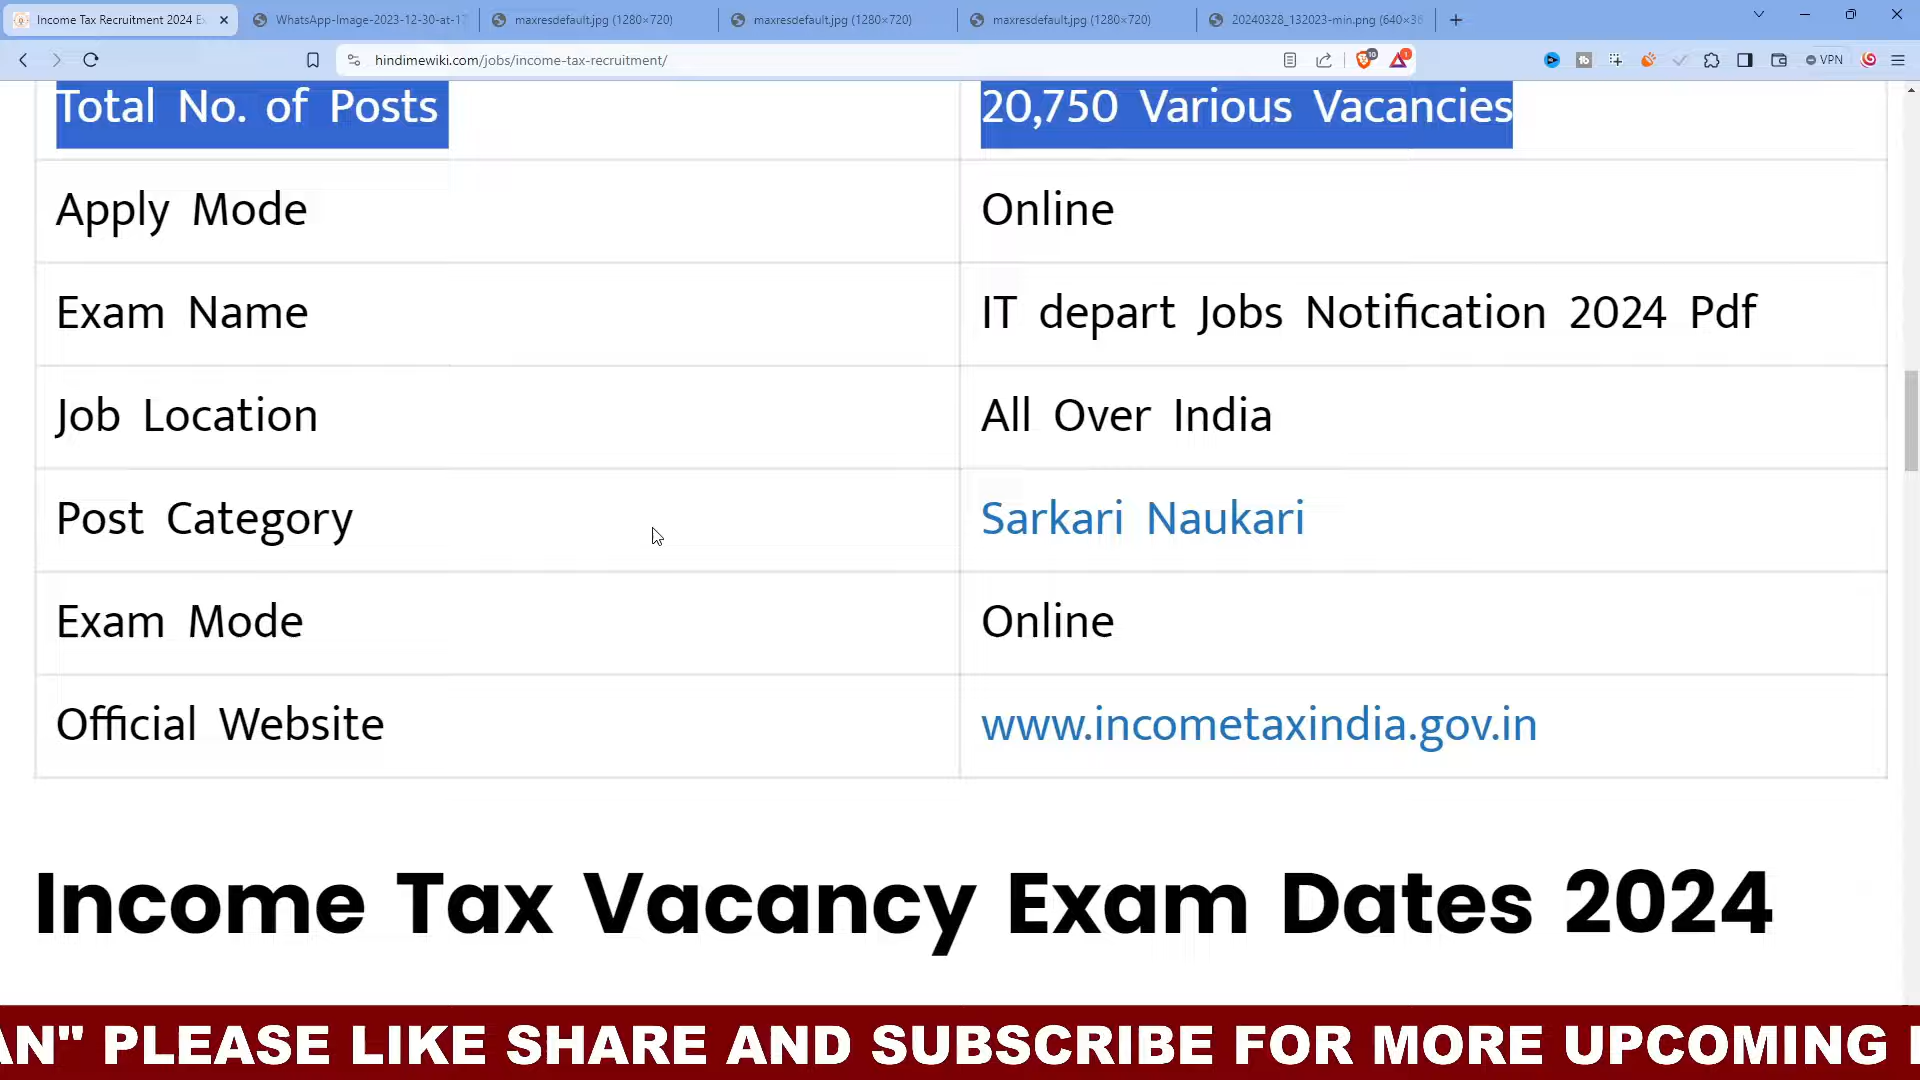 Income Tax Recruitment 2024 E
WhatsApp-Image-2023-12-30-at-1
maxresdefault.jpg (1280×720)
maxresdefault.jpg (1280×720)
maxresdefault.jpg (1280×720)
20240328_132023-min.png (640×36
hindimewiki.com/jobs/income-tax-recruitment/
VPN
Total No. of Posts 20,750 Various Vacancies
Apply Mode Online
Exam Name IT depart Jobs Notification 2024 Pdf
Job Location All Over India
Post Category Sarkari Naukari
Exam Mode Online
Official Website www.incometaxindia.gov.in
Income Tax Vacancy Exam Dates 2024
AN" PLEASE LIKE SHARE AND SUBSCRIBE FOR MORE UPCOMING